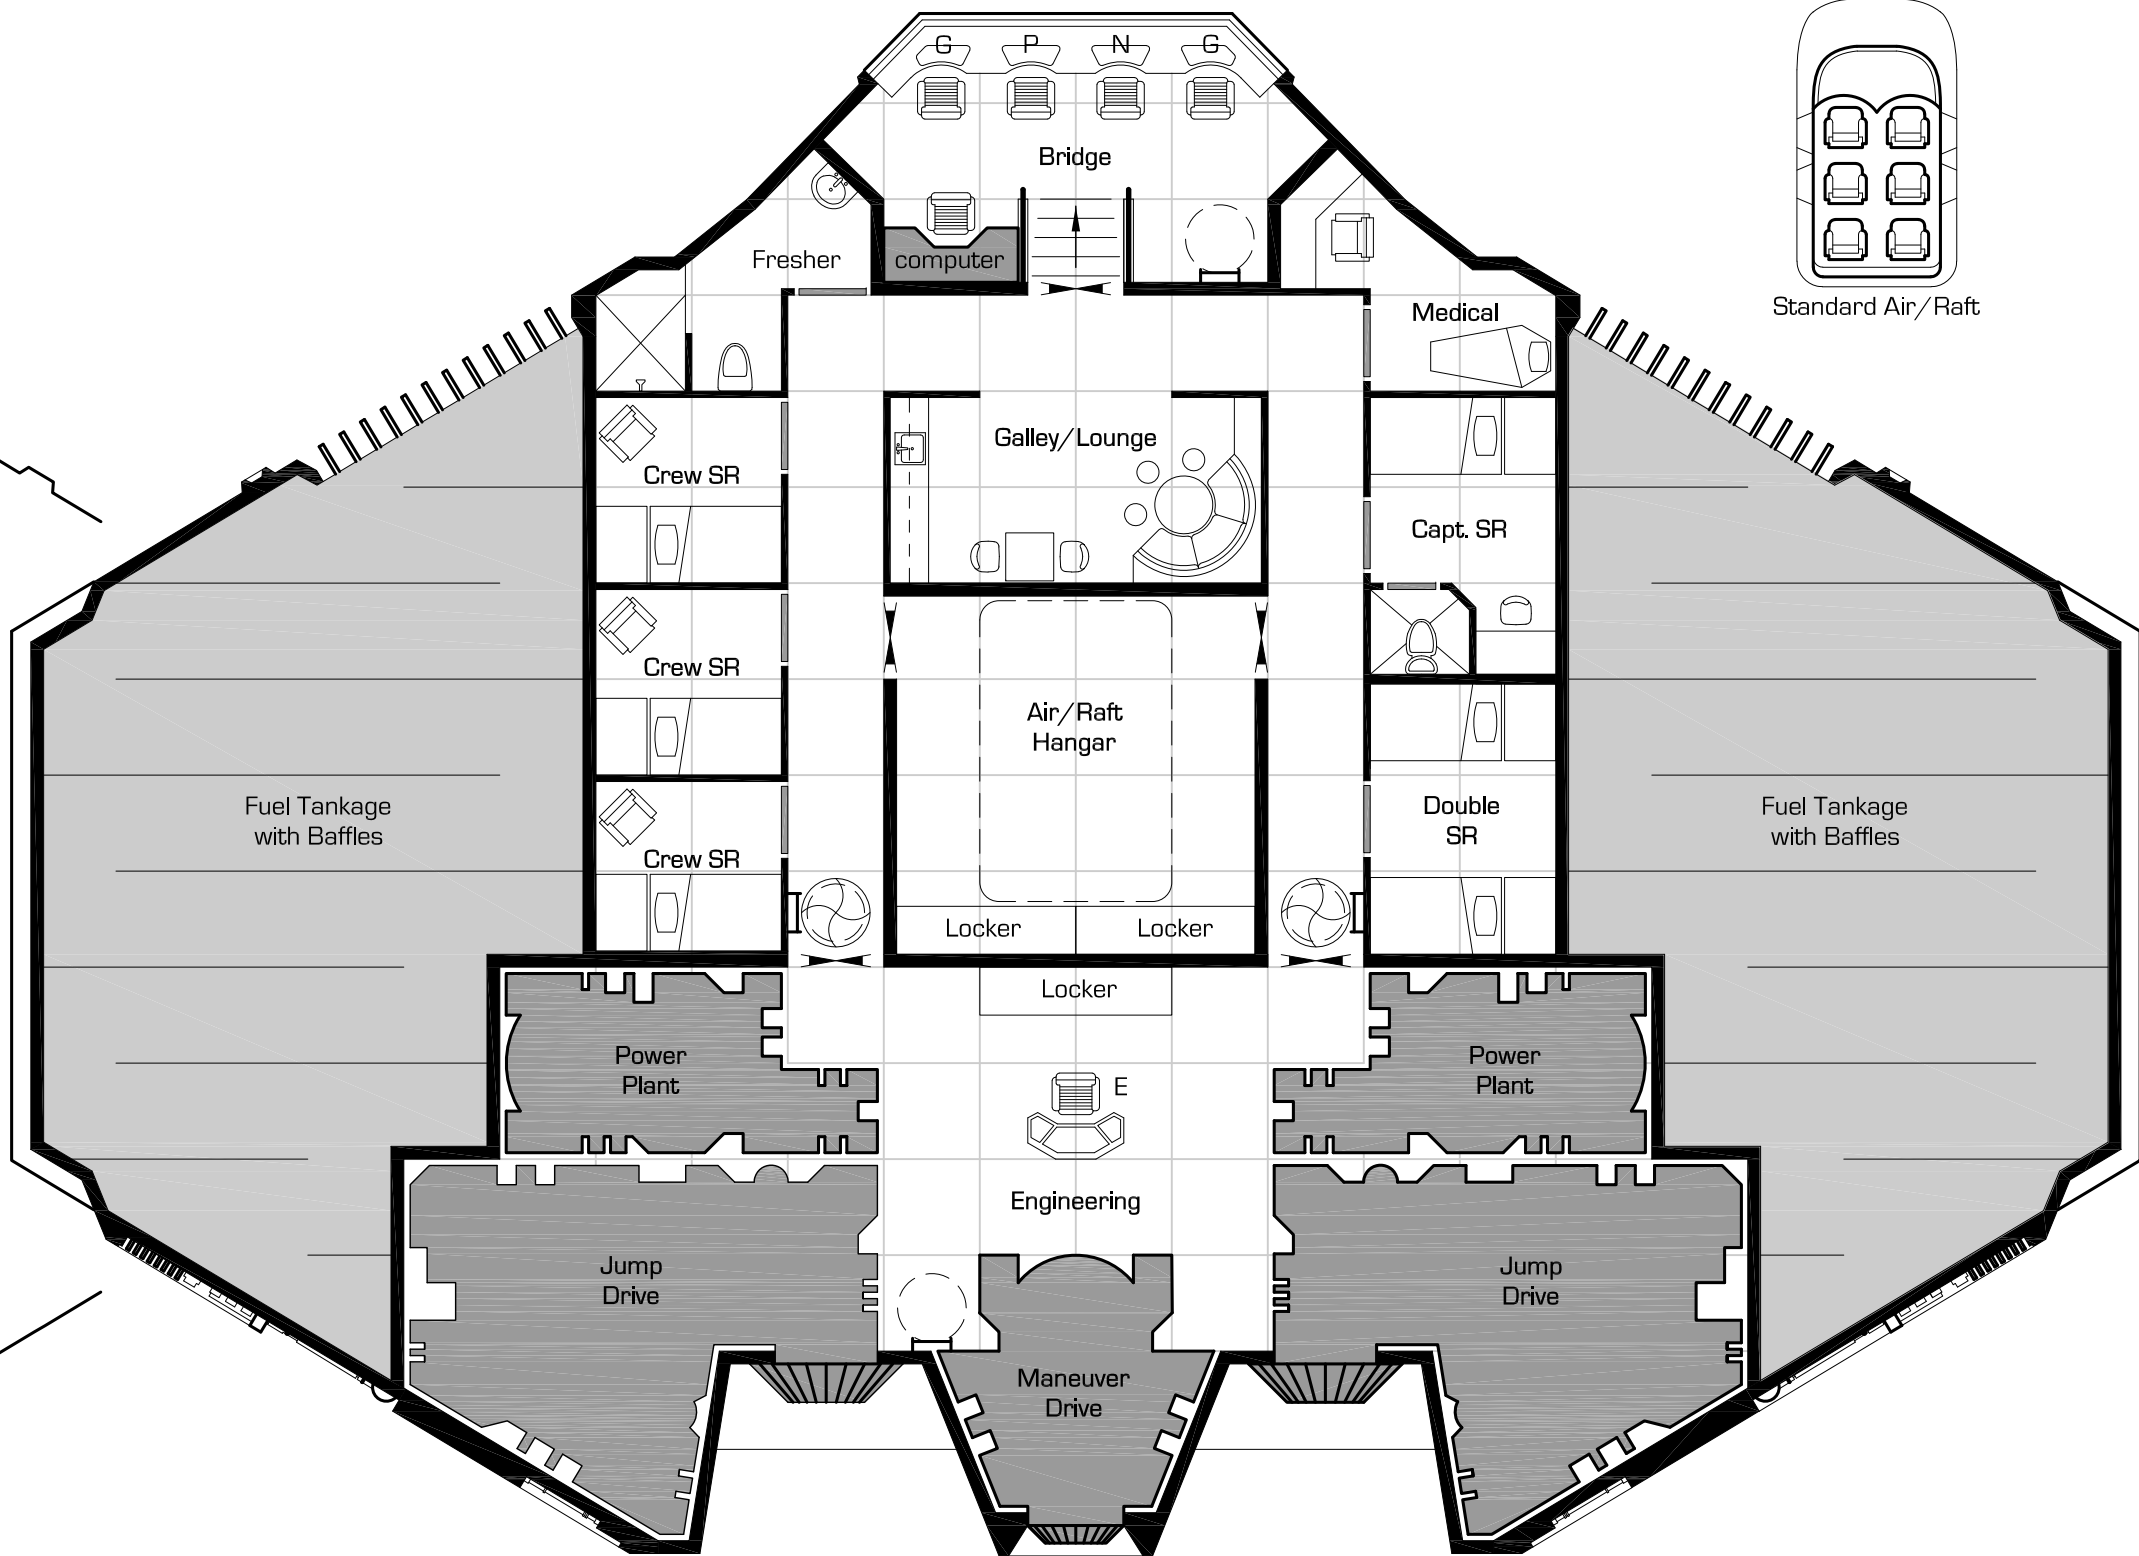 G
P
N
G
Bridge
Fresher
computer
Medical
Standard Air/Raft
Galley/Lounge
Crew SR
Capt. SR
Crew SR
Air/Raft
Hangar
Fuel Tankage
with Baffles
Double
SR
Fuel Tankage
with Baffles
Crew SR
Locker
Locker
Locker
Power
Plant
E
Power
Plant
Engineering
Jump
Drive
Jump
Drive
Maneuver
Drive